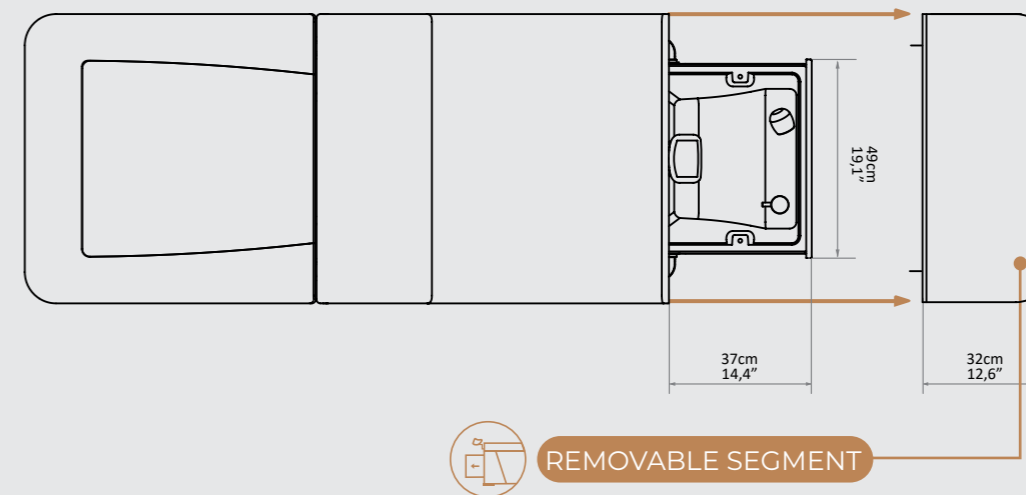 49cm
19,1”
37cm
14,4”
32cm
12,6”
REMOVABLE SEGMENT